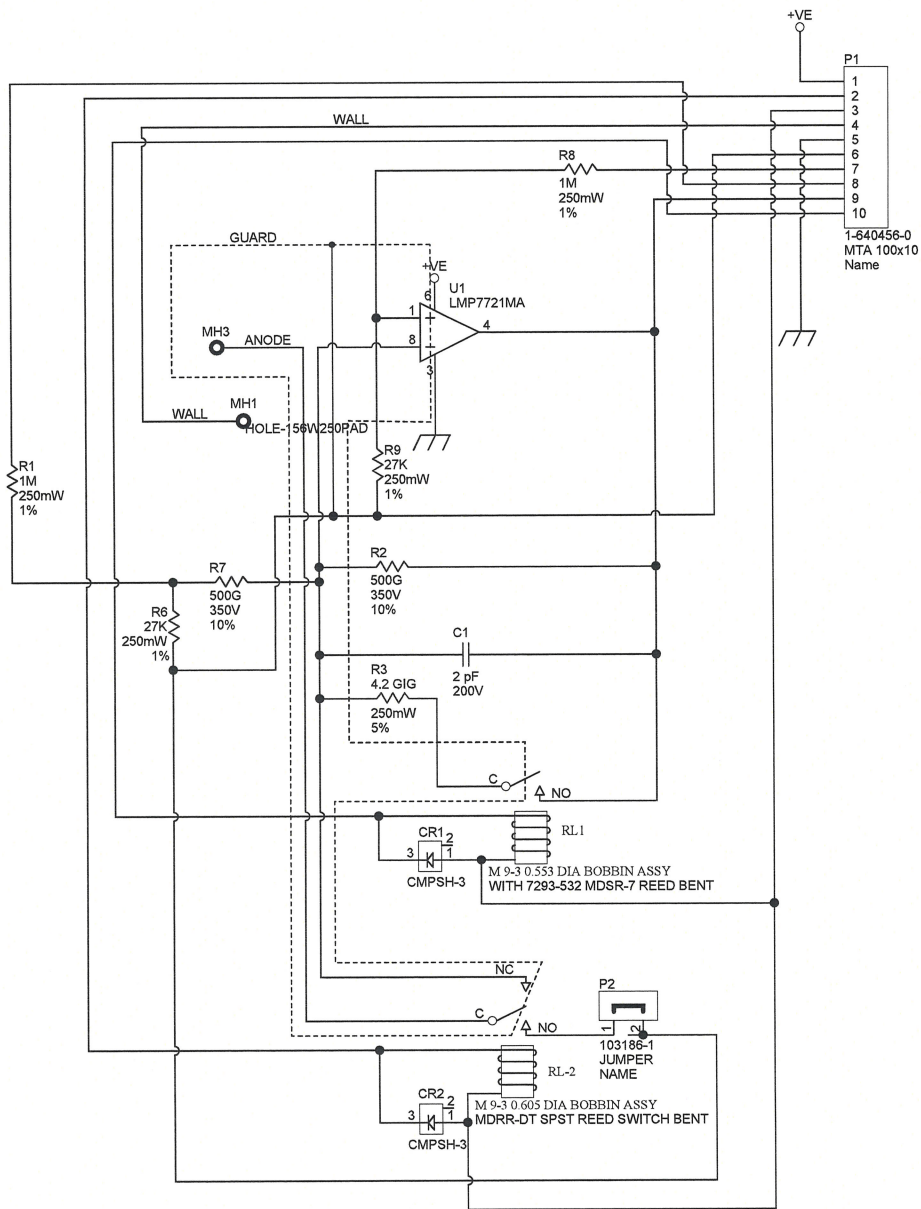 +VE
P1
1
2
3
4
5
6
7
8
9
10
1-640456-0
MTA 100x10
Name
WALL
R8
1M
250mW
1%
GUARD
+VE
6
U1
LMP7721MA
1
+
8
−
4
3
MH3
ANODE
MH1
WALL
HOLE-156W250PAD
R9
27K
250mW
1%
R1
1M
250mW
1%
R7
500G
350V
10%
R2
500G
350V
10%
R6
27K
250mW
1%
C1
2 pF
200V
R3
4.2 GIG
250mW
5%
C
NO
RL1
CR1
2
3
1
CMPSH-3
M 9-3 0.553 DIA BOBBIN ASSY
WITH 7293-532 MDSR-7 REED BENT
NC
C
NO
P2
1
2
103186-1
JUMPER
NAME
RL-2
CR2
2
3
1
CMPSH-3
M 9-3 0.605 DIA BOBBIN ASSY
MDRR-DT SPST REED SWITCH BENT